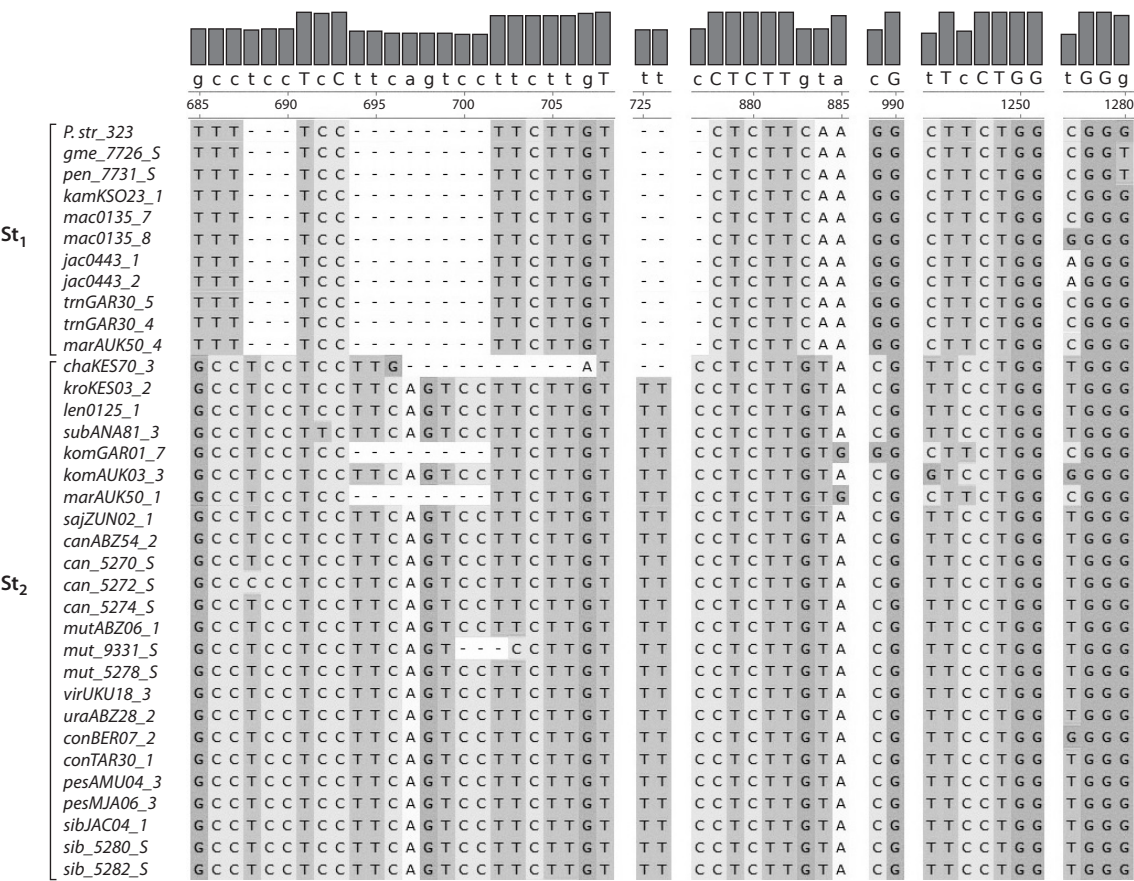 g c c t c c T c C t t c a g t c c t t c t t g T t t c C T C T T g t a c G t T c C T G G t G G g
685 690 695 700 705 725 880 885 990 1250 1280
St1
P. str_323 T T T - - - T C C - - - - - - - - T T C T T G T - - - C T C T T C A A G G C T T C T G G C G G G
gme_7726_S T T T - - - T C C - - - - - - - - T T C T T G T - - - C T C T T C A A G G C T T C T G G C G G T
pen_7731_S T T T - - - T C C - - - - - - - - T T C T T G T - - - C T C T T C A A G G C T T C T G G C G G T
kamKSO23_1 T T T - - - T C C - - - - - - - - T T C T T G T - - - C T C T T C A A G G C T T C T G G C G G G
mac0135_7 T T T - - - T C C - - - - - - - - T T C T T G T - - - C T C T T C A A G G C T T C T G G C G G G
mac0135_8 T T T - - - T C C - - - - - - - - T T C T T G T - - - C T C T T C A A G G C T T C T G G G G G G
jac0443_1 T T T - - - T C C - - - - - - - - T T C T T G T - - - C T C T T C A A G G C T T C T G G A G G G
jac0443_2 T T T - - - T C C - - - - - - - - T T C T T G T - - - C T C T T C A A G G C T T C T G G A G G G
trnGAR30_5 T T T - - - T C C - - - - - - - - T T C T T G T - - - C T C T T C A A G G C T T C T G G C G G G
trnGAR30_4 T T T - - - T C C - - - - - - - - T T C T T G T - - - C T C T T C A A G G C T T C T G G C G G G
marAUK50_4 T T T - - - T C C - - - - - - - - T T C T T G T - - - C T C T T C A A G G C T T C T G G C G G G
St2
chaKES70_3 G C C T C C T C C T T G - - - - - - - - - - A T - - C C T C T T G T A C G T T C C T G G T G G G
kroKES03_2 G C C T C C T C C T T C A G T C C T T C T T G T T T C C T C T T G T A C G T T C C T G G T G G G
len0125_1 G C C T C C T C C T T C A G T C C T T C T T G T T T C C T C T T G T A C G T T C C T G G T G G G
subANA81_3 G C C T C C T T C T T C A G T C C T T C T T G T T T C C T C T T G T A C G T T C C T G G T G G G
komGAR01_7 G C C T C C T C C - - - - - - - - T T C T T G T T T C C T C T T G T G G G C T T C T G G C G G G
komAUK03_3 G C C T C C T C C T T C A G T C C T T C T T G T T T C C T C T T G T A C G G T C C T G G G G G G
marAUK50_1 G C C T C C T C C - - - - - - - - T T C T T G T T T C C T C T T G T G C G C T T C T G G C G G G
sajZUN02_1 G C C T C C T C C T T C A G T C C T T C T T G T T T C C T C T T G T A C G T T C C T G G T G G G
canABZ54_2 G C C T C C T C C T T C A G T C C T T C T T G T T T C C T C T T G T A C G T T C C T G G T G G G
can_5270_S G C C T C C T C C T T C A G T C C T T C T T G T T T C C T C T T G T A C G T T C C T G G T G G G
can_5272_S G C C C C C T C C T T C A G T C C T T C T T G T T T C C T C T T G T A C G T T C C T G G T G G G
can_5274_S G C C T C C T C C T T C A G T C C T T C T T G T T T C C T C T T G T A C G T T C C T G G T G G G
mutABZ06_1 G C C T C C T C C T T C A G T C C T T C T T G T T T C C T C T T G T A C G T T C C T G G T G G G
mut_9331_S G C C T C C T C C T T C A G T - - - C C T T G T T T C C T C T T G T A C G T T C C T G G T G G G
mut_5278_S G C C T C C T C C T T C A G T C C T T C T T G T T T C C T C T T G T A C G T T C C T G G T G G G
virUKU18_3 G C C T C C T C C T T C A G T C C T T C T T G T T T C C T C T T G T A C G T T C C T G G T G G G
uraABZ28_2 G C C T C C T C C T T C A G T C C T T C T T G T T T C C T C T T G T A C G T T C C T G G T G G G
conBER07_2 G C C T C C T C C T T C A G T C C T T C T T G T T T C C T C T T G T A C G T T C C T G G G G G G
conTAR30_1 G C C T C C T C C T T C A G T C C T T C T T G T T T C C T C T T G T A C G T T C C T G G T G G G
pesAMU04_3 G C C T C C T C C T T C A G T C C T T C T T G T T T C C T C T T G T A C G T T C C T G G T G G G
pesMJA06_3 G C C T C C T C C T T C A G T C C T T C T T G T T T C C T C T T G T A C G T T C C T G G T G G G
sibJAC04_1 G C C T C C T C C T T C A G T C C T T C T T G T T T C C T C T T G T A C G T T C C T G G T G G G
sib_5280_S G C C T C C T C C T T C A G T C C T T C T T G T T T C C T C T T G T A C G T T C C T G G T G G G
sib_5282_S G C C T C C T C C T T C A G T C C T T C T T G T T T C C T C T T G T A C G T T C C T G G T G G G